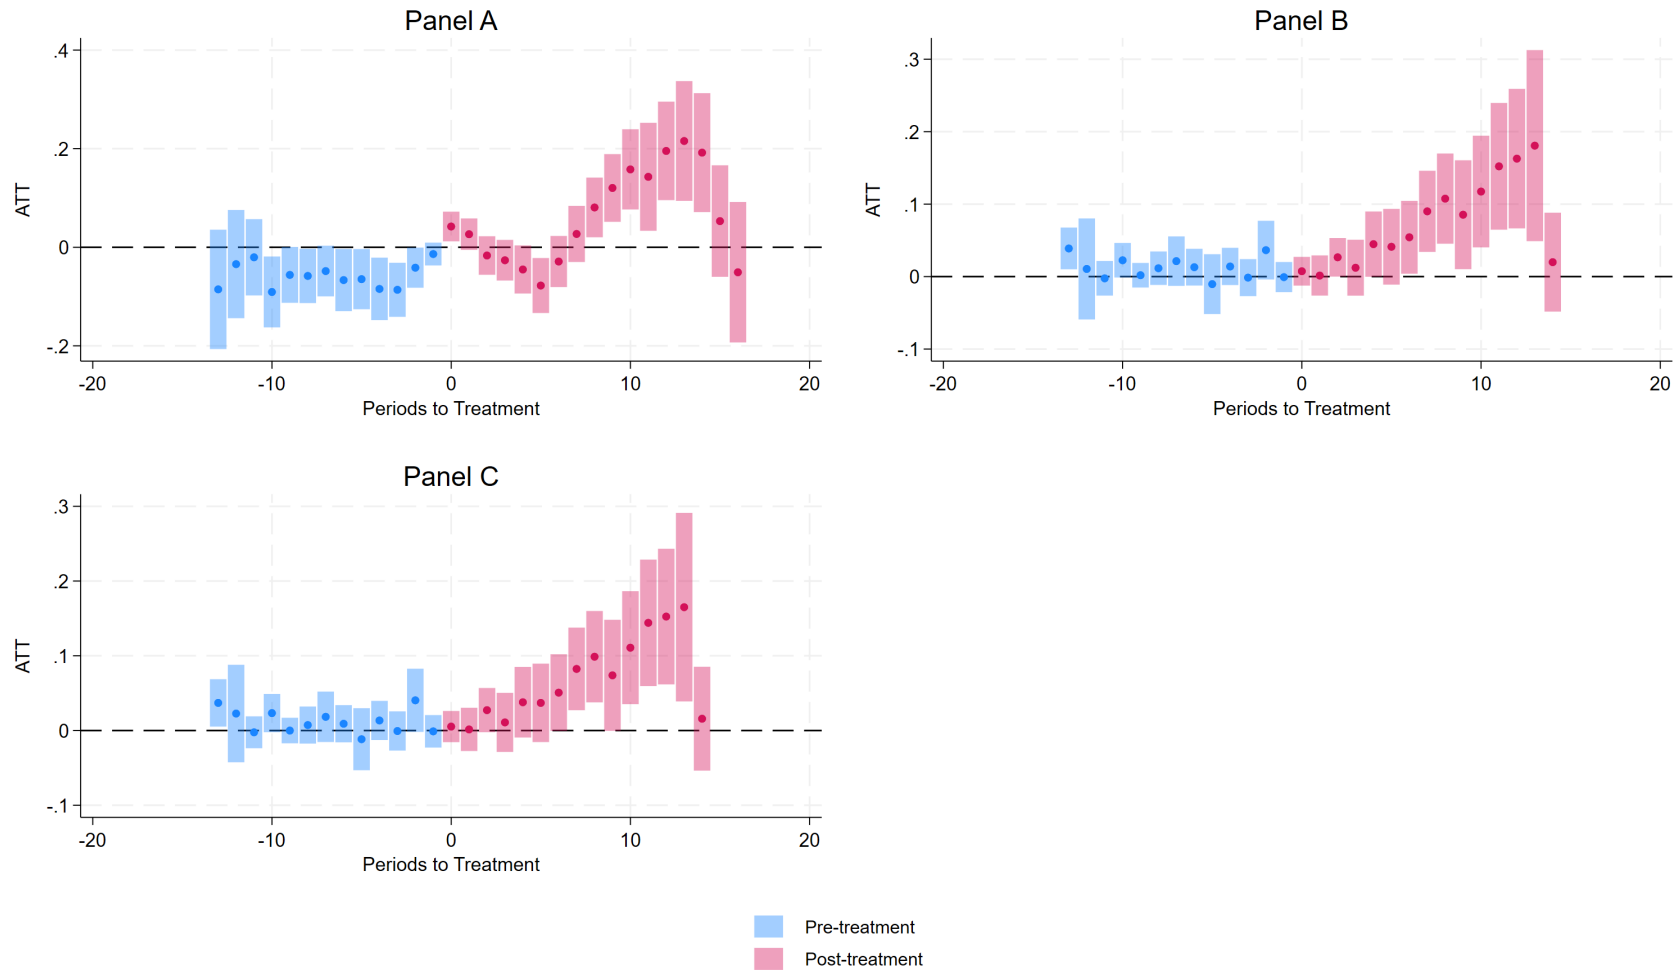 Panel A
.4
.2
0
-.2
ATT
-20 -10 0 10 20
Periods to Treatment
Panel B
.3
.2
.1
0
-.1
ATT
-20 -10 0 10 20
Periods to Treatment
Panel C
.3
.2
.1
0
-.1
ATT
-20 -10 0 10 20
Periods to Treatment
Pre-treatment
Post-treatment